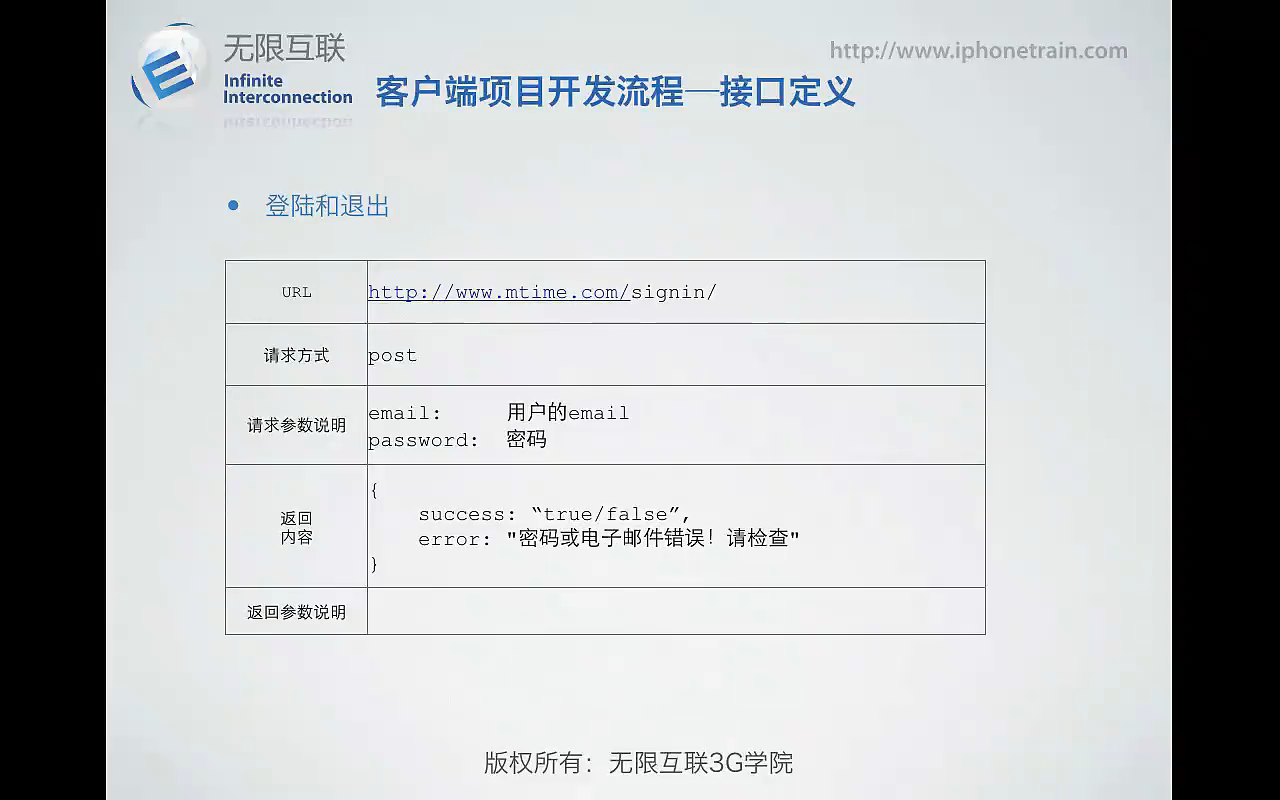 无限互联
Infinite
Interconnection
http://www.iphonetrain.com
客户端项目开发流程—接口定义
• 登陆和退出
URL
http://www.mtime.com/signin/
请求方式
post
请求参数说明
email: 用户的email
password: 密码
返回
内容
{
success: “true/false”,
error: "密码或电子邮件错误！请检查"
}
返回参数说明
版权所有：无限互联3G学院